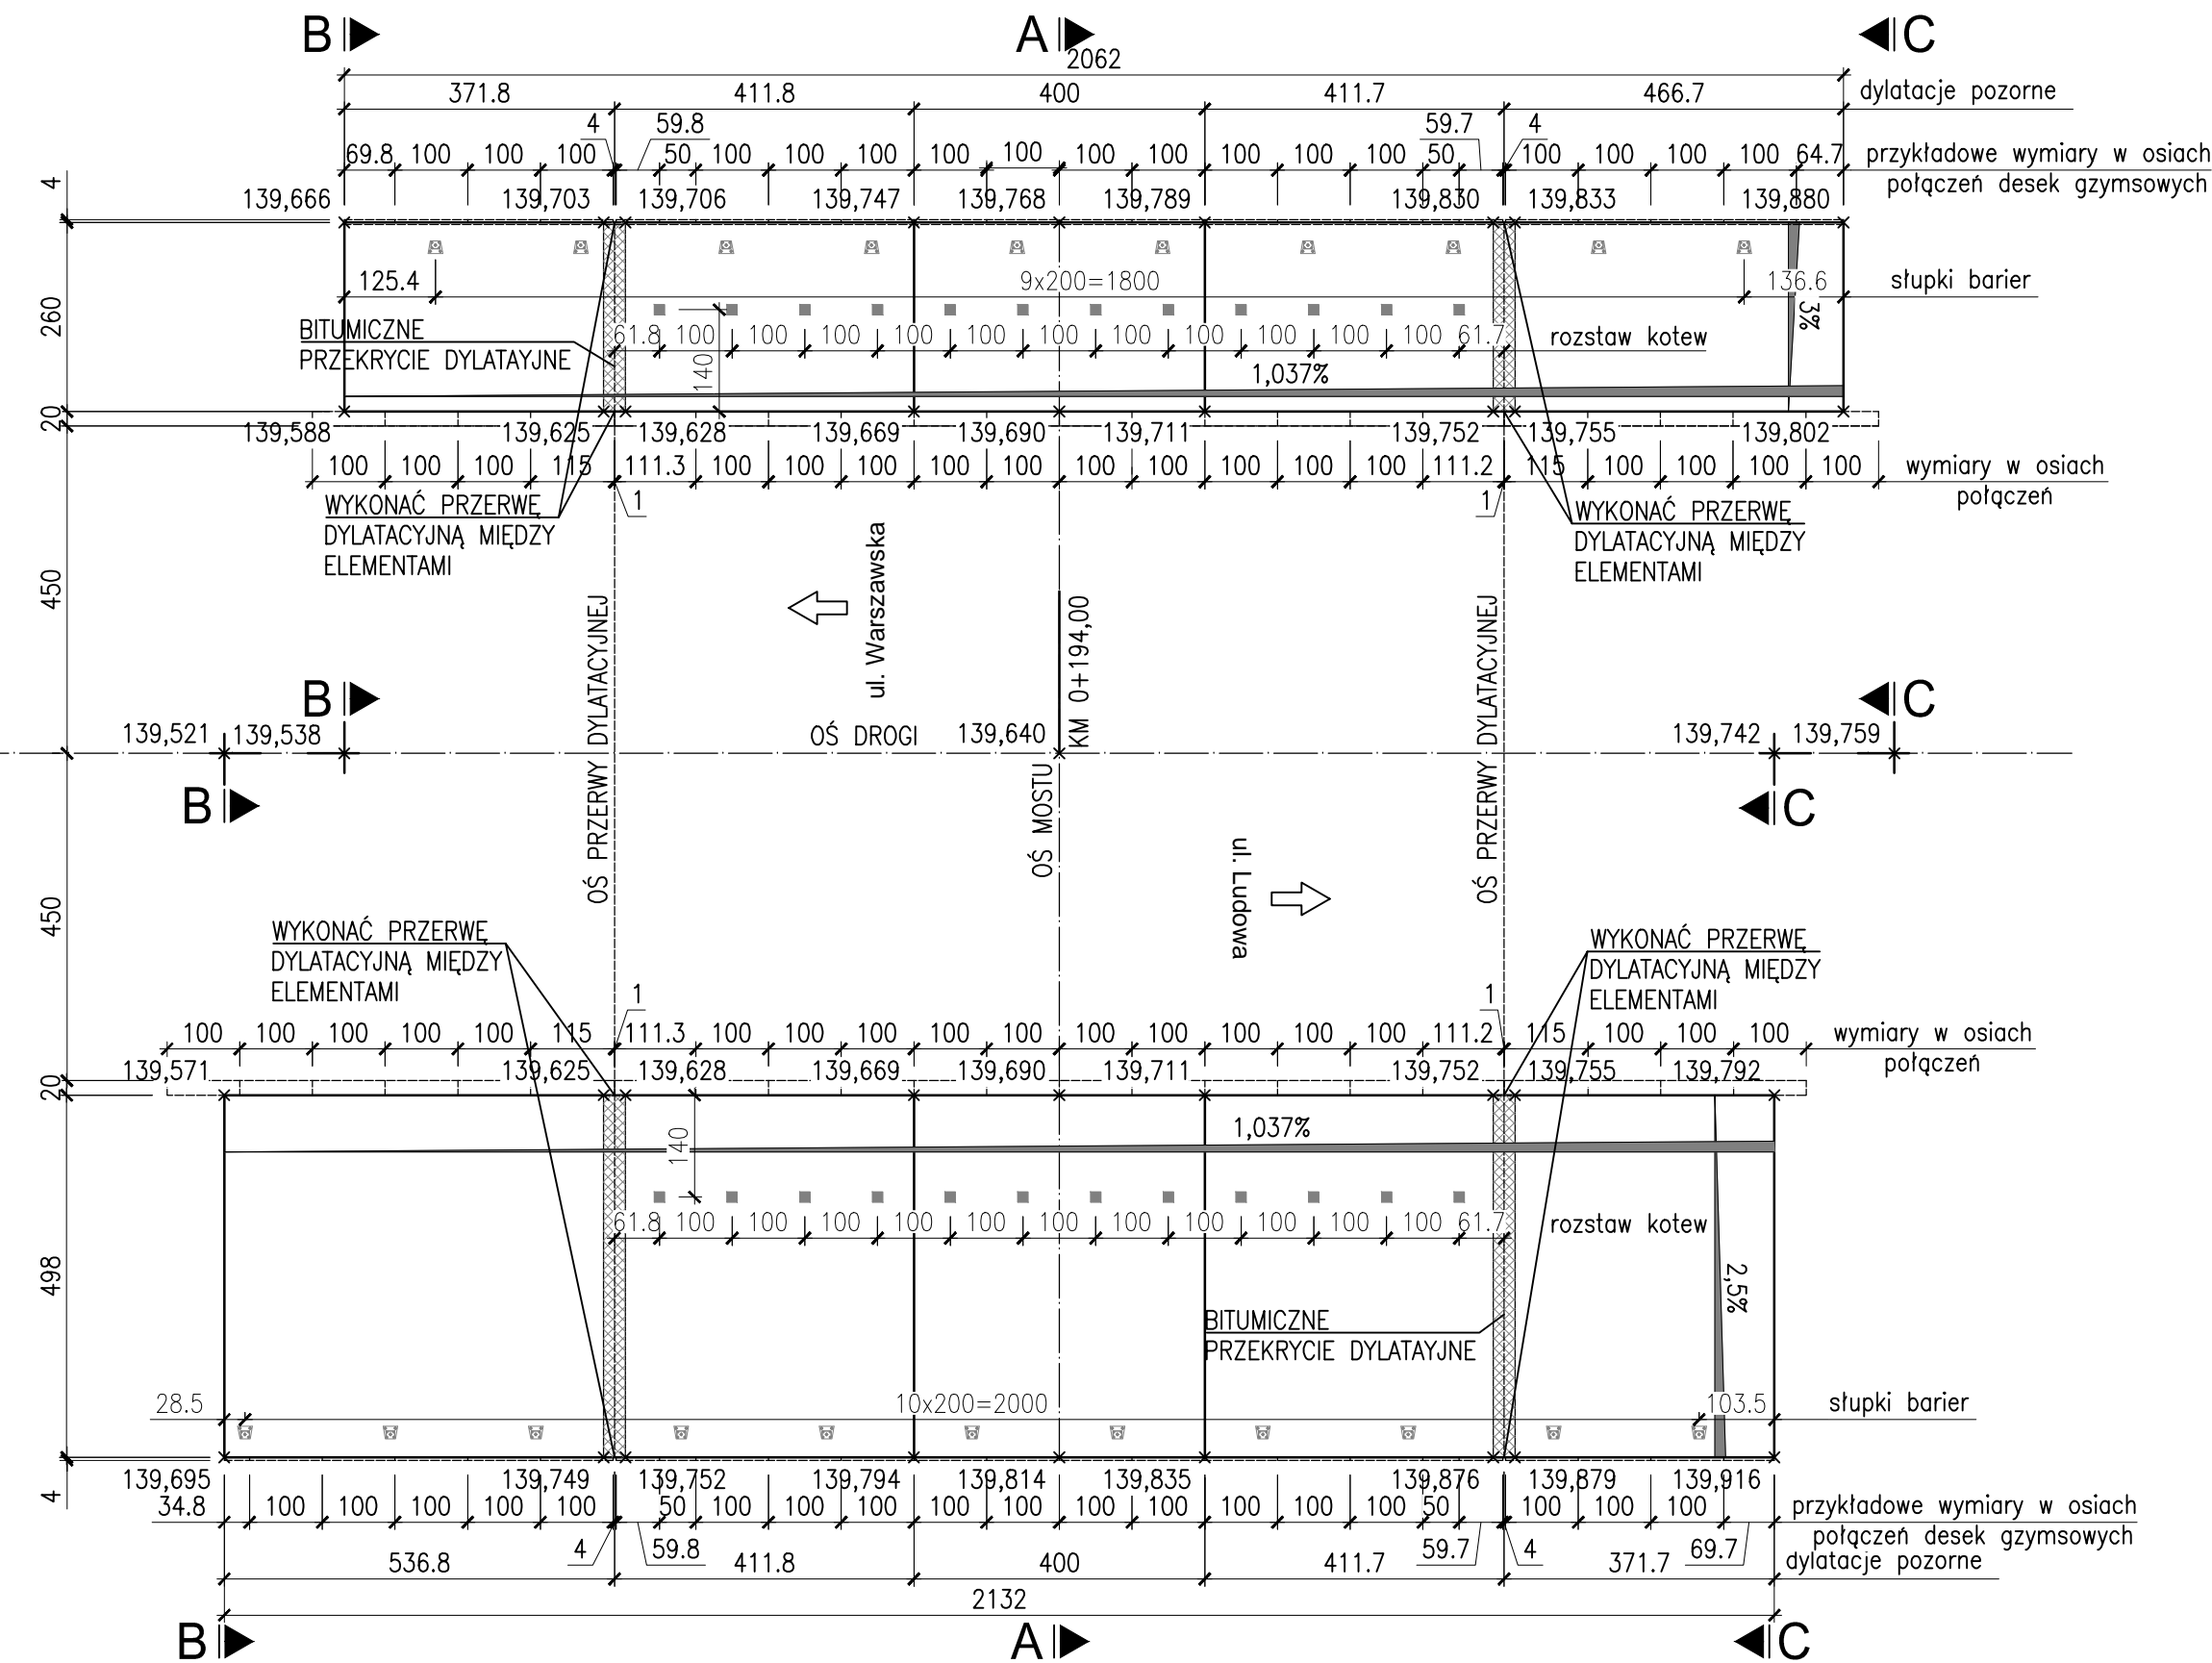 B A C
2062
371.8 411.8 400 411.7 466.7 dylatacje pozorne
4 59.8 59.7 4
69.8 100 100 100 50 100 100 100 100 100 100 100 100 100 100 50 100 100 100 100 64.7 przykładowe wymiary w osiach
połączeń desek gzymsowych
4
139,666 139,703 139,706 139,747 139,768 139,789 139,830 139,833 139,880
125.4 9x200=1800 136.6 słupki barier
260
3%
BITUMICZNE
PRZEKRYCIE DYLATAYJNE
61.8 100 100 100 100 100 100 100 100 100 100 100 61.7 rozstaw kotew
140
1,037%
20
139,588 139,625 139,628 139,669 139,690 139,711 139,752 139,755 139,802
100 100 100 115 111.3 100 100 100 100 100 100 100 100 100 100 111.2 115 100 100 100 100 wymiary w osiach
połączeń
1 1
WYKONAĆ PRZERWĘ
DYLATACYJNĄ MIĘDZY
ELEMENTAMI
WYKONAĆ PRZERWĘ
DYLATACYJNĄ MIĘDZY
ELEMENTAMI
450
ul. Warszawska
KM 0+194,00
OŚ PRZERWY DYLATACYJNEJ
OŚ PRZERWY DYLATACYJNEJ
B C
139,521 139,538 OŚ DROGI 139,640 139,742 139,759
B C
OŚ MOSTU
ul. Ludowa
450
WYKONAĆ PRZERWĘ
DYLATACYJNĄ MIĘDZY
ELEMENTAMI
WYKONAĆ PRZERWĘ
DYLATACYJNĄ MIĘDZY
ELEMENTAMI
1 1
100 100 100 100 100 115 111.3 100 100 100 100 100 100 100 100 100 100 111.2 115 100 100 100 wymiary w osiach
połączeń
20
139,571 139,625 139,628 139,669 139,690 139,711 139,752 139,755 139,792
1,037%
140
61.8 100 100 100 100 100 100 100 100 100 100 100 61.7 rozstaw kotew
498
2,5%
BITUMICZNE
PRZEKRYCIE DYLATAYJNE
28.5 10x200=2000 103.5 słupki barier
4
139,695 139,749 139,752 139,794 139,814 139,835 139,876 139,879 139,916
34.8 100 100 100 100 100 50 100 100 100 100 100 100 100 100 100 100 50 100 100 100 przykładowe wymiary w osiach
połączeń desek gzymsowych
4 59.8 59.7 4 69.7
536.8 411.8 400 411.7 371.7 dylatacje pozorne
2132
B A C